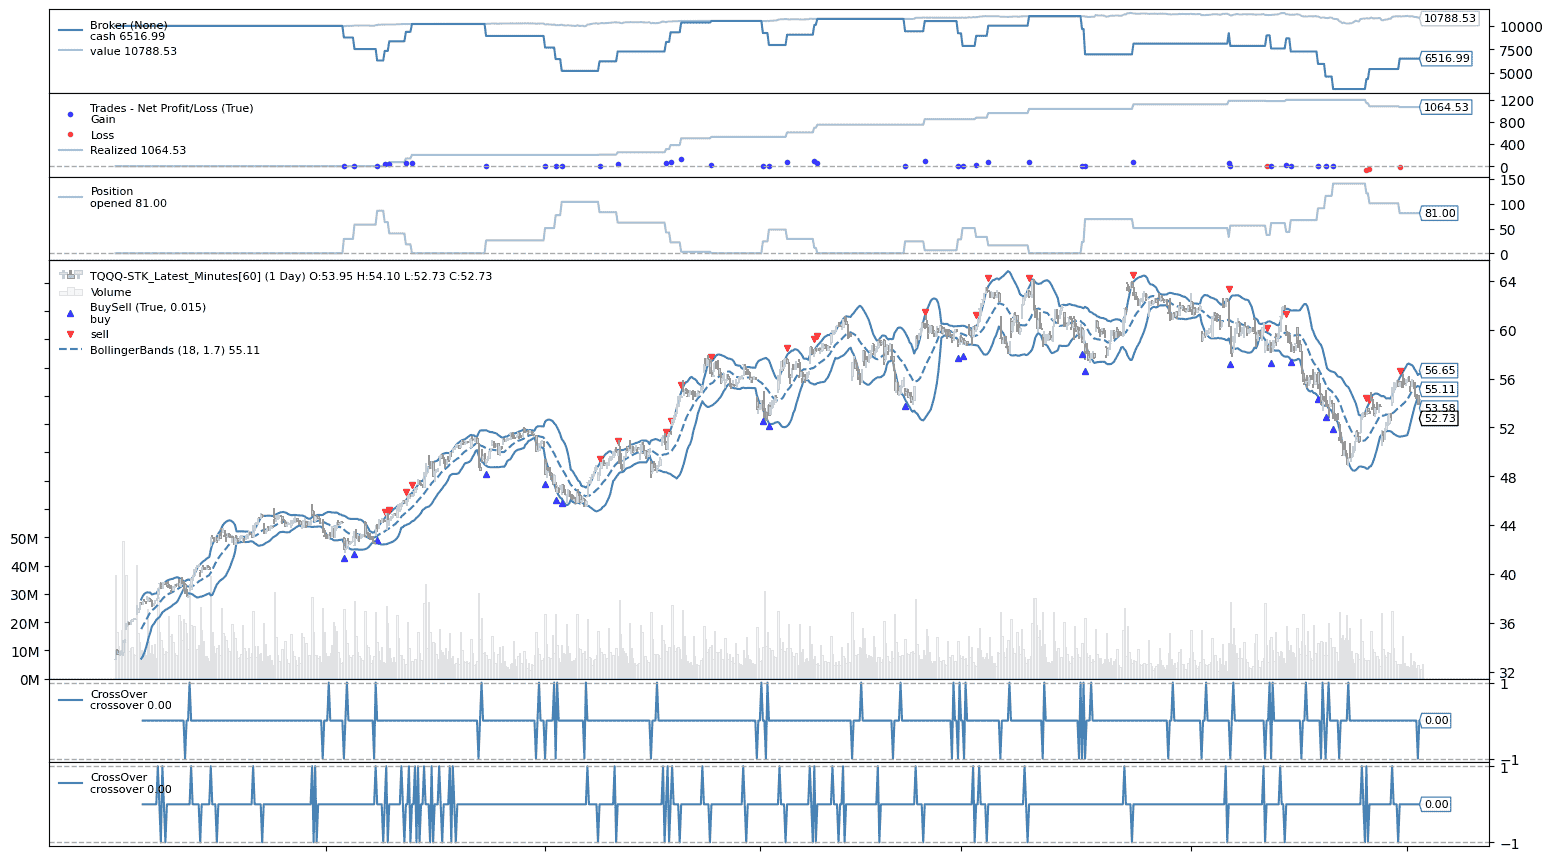 Broker (None)
cash 6516.99
value 10788.53
10788.53
6516.99
10000
7500
5000
Trades - Net Profit/Loss (True)
Gain
Loss
Realized 1064.53
1064.53
1200
800
400
0
Position
opened 81.00
81.00
150
100
50
0
TQQQ-STK_Latest_Minutes[60] (1 Day) O:53.95 H:54.10 L:52.73 C:52.73
Volume
BuySell (True, 0.015)
buy
sell
BollingerBands (18, 1.7) 55.11
56.65
55.11
53.58
52.73
64
60
56
52
48
44
40
36
32
50M
40M
30M
20M
10M
0M
CrossOver
crossover 0.00
0.00
1
−1
CrossOver
crossover 0.00
0.00
1
−1